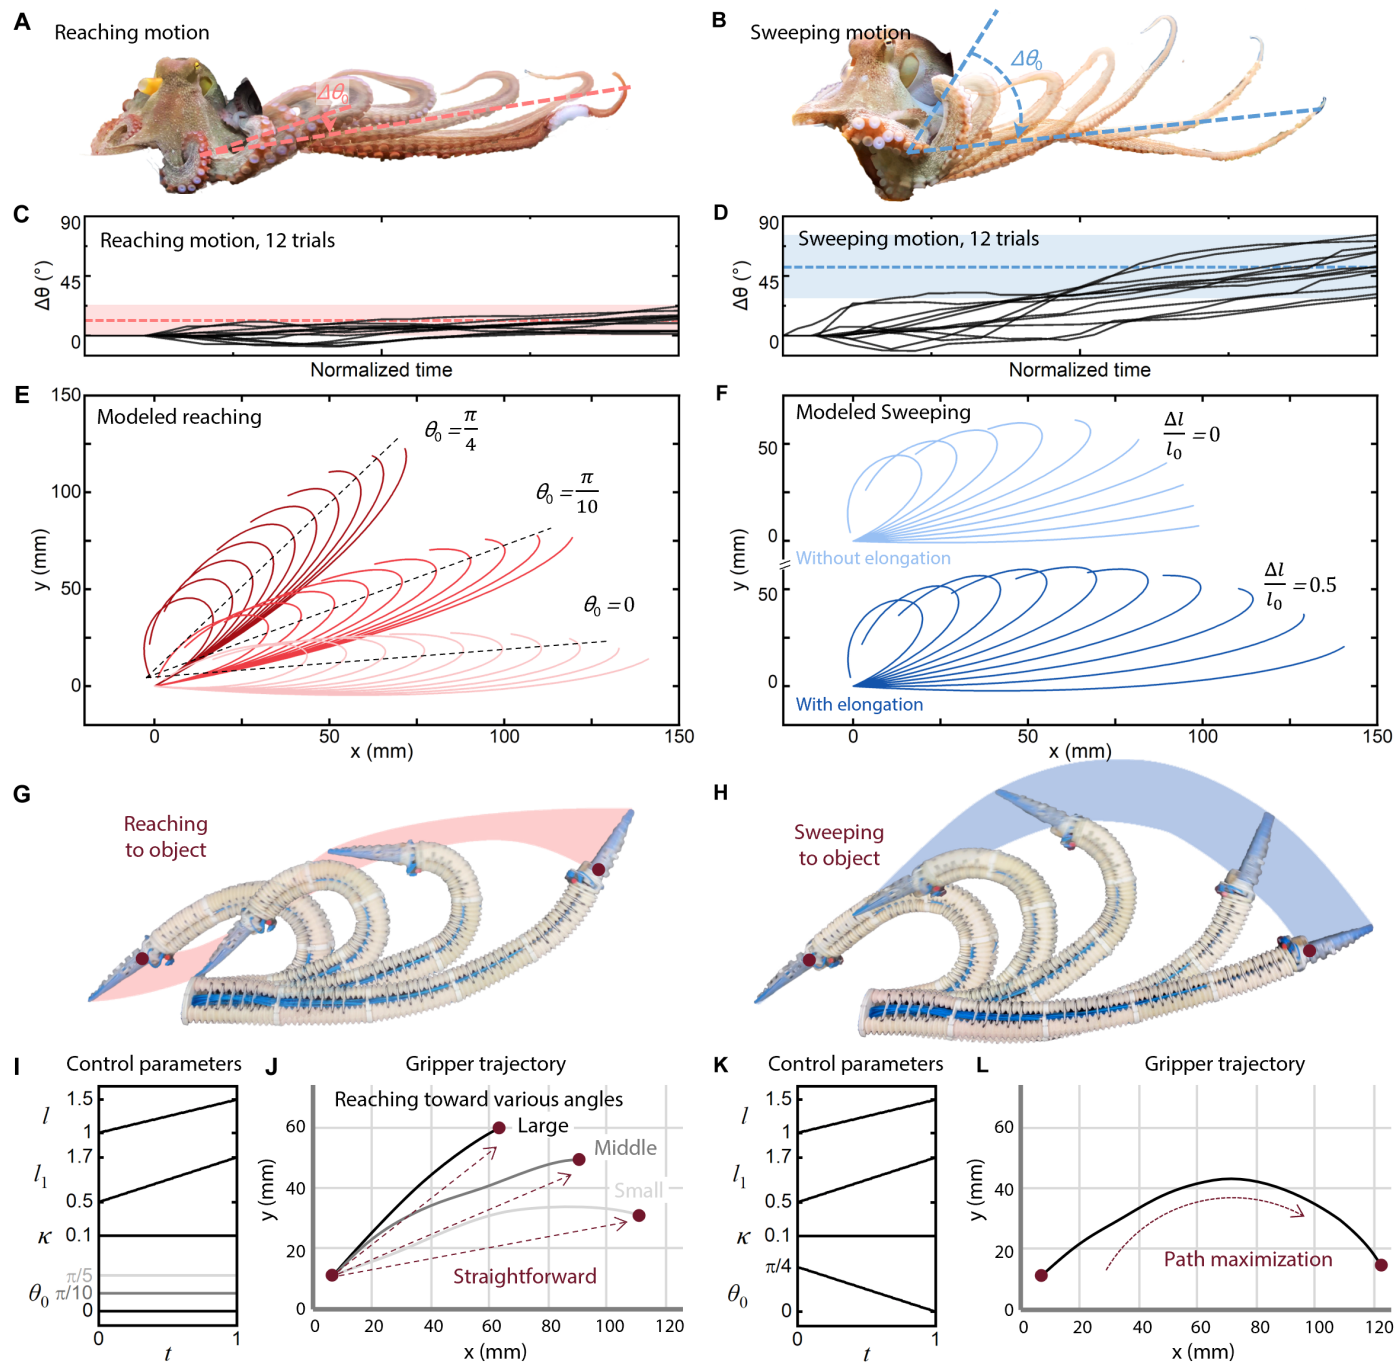 A
Reaching motion
Δθ0
B
Sweeping motion
Δθ0
C
90
45
0
Δθ (°)
Reaching motion, 12 trials
Normalized time
D
90
45
0
Δθ (°)
Sweeping motion, 12 trials
Normalized time
E
150
100
50
0
y (mm)
Modeled reaching
θ0 = π/4
θ0 = π/10
θ0 = 0
0
50
100
150
x (mm)
F
50
0
50
0
y (mm)
Modeled Sweeping
Δl/l0 = 0
Without elongation
Δl/l0 = 0.5
With elongation
0
50
100
150
x (mm)
G
Reaching
to object
H
Sweeping
to object
I
Control parameters
l
1.5
1
l1
1.7
0.5
κ
0.1
θ0
π/5
π/10
0
0
1
t
J
Gripper trajectory
Reaching toward various angles
Large
Middle
Small
Straightforward
60
40
20
0
y (mm)
0
20
40
60
80
100
120
x (mm)
K
Control parameters
l
1.5
1
l1
1.7
0.5
κ
0.1
θ0
π/4
0
0
1
t
L
Gripper trajectory
Path maximization
60
40
20
0
y (mm)
0
20
40
60
80
100
120
x (mm)